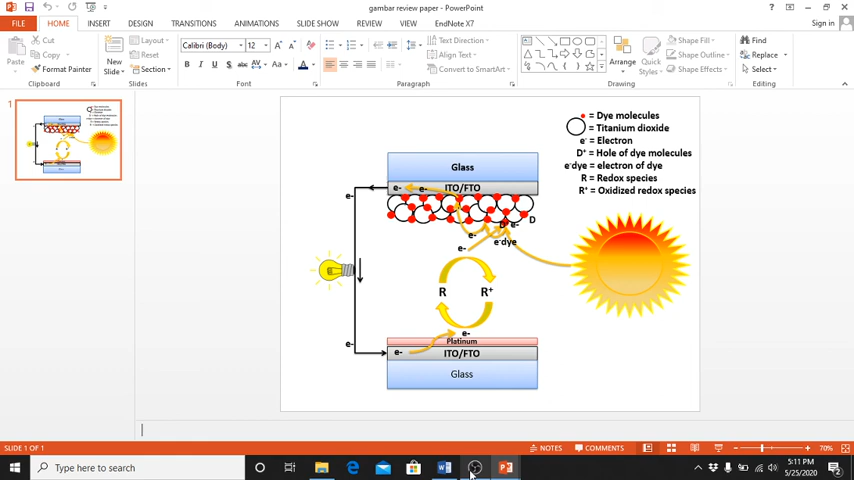 gambar review paper - PowerPoint
FILE HOME INSERT DESIGN TRANSITIONS ANIMATIONS SLIDE SHOW REVIEW VIEW EndNote X7
Sign in
Cut
Copy
Format Painter
Paste
Clipboard
New Slide
Layout
Reset
Section
Slides
Calibri (Body) 12
B I U S abc AV Aa A
Font
Text Direction
Align Text
Convert to SmartArt
Paragraph
Arrange
Quick Styles
Shape Fill
Shape Outline
Shape Effects
Drawing
Find
Replace
Select
Editing
1
= Dye molecules
= Titanium dioxide
e⁻ = Electron
D⁺ = Hole of dye molecules
e⁻dye = electron of dye
R = Redox species
R⁺ = Oxidized redox species
Glass
e- e- ITO/FTO
e-
D
e- e-
e- e⁻dye
R R⁺
e-
e- Platinum
e- ITO/FTO
Glass
SLIDE 1 OF 1
NOTES
COMMENTS
70%
Type here to search
5:11 PM
5/25/2020
2